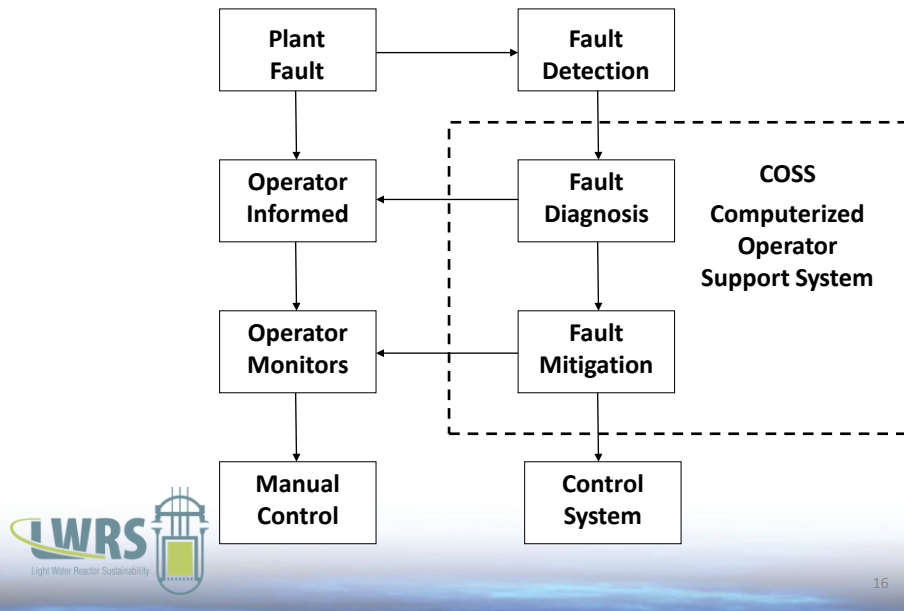 Plant
Fault
Fault
Detection
Operator
Informed
Fault
Diagnosis
COSS
Computerized
Operator
Support System
Operator
Monitors
Fault
Mitigation
Manual
Control
Control
System
LWRS
Light Water Reactor Sustainability
16